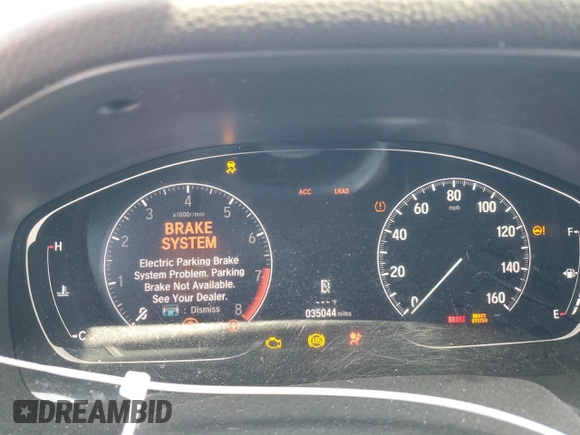 3 4 5
x1000r/min
2 6
1 7
8
BRAKE
SYSTEM
Electric Parking Brake
System Problem. Parking
Brake Not Available.
See Your Dealer.
: Dismiss
H
C
ACC LKAS
R
---°F
035044 miles
60 80 100
mph
40 120
20 140
0 160
BRAKE BRAKE SYSTEM
F
E
ABS
DREAMBID